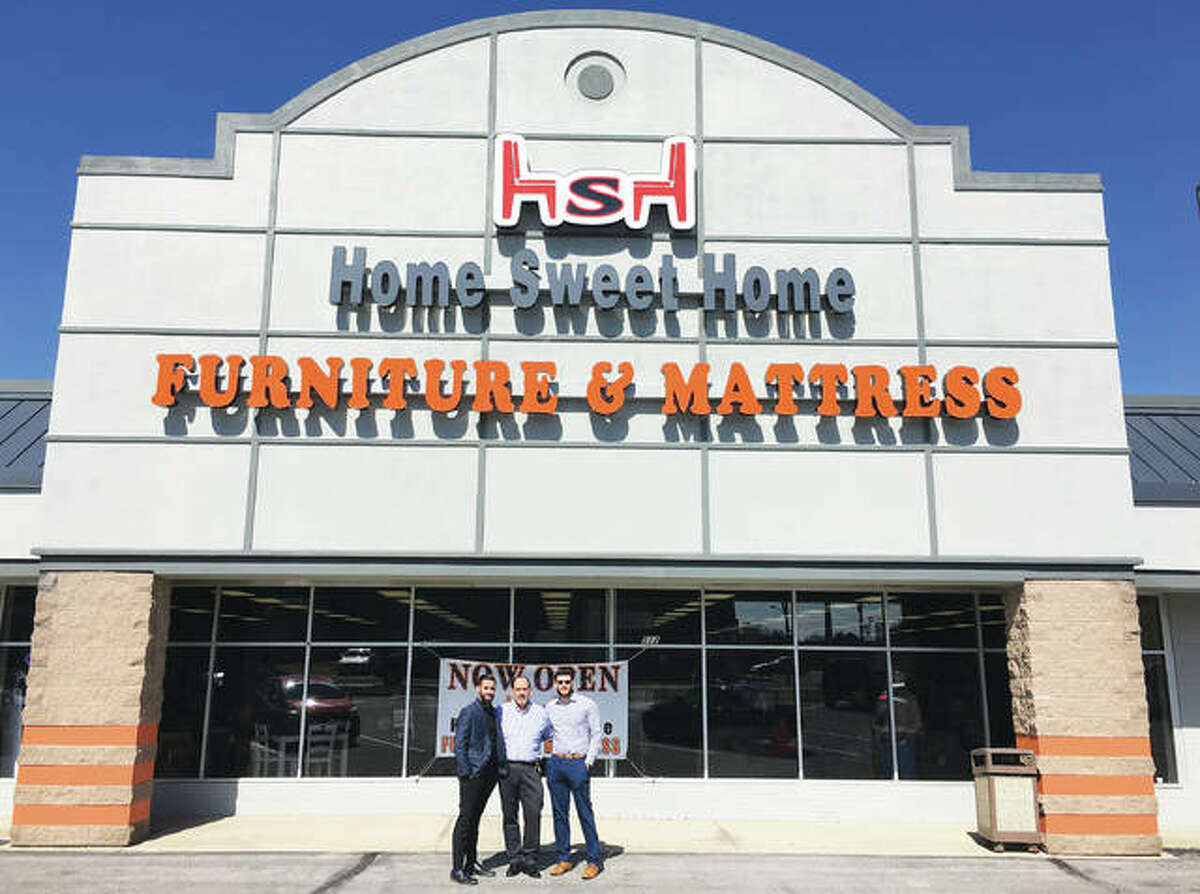 HSH
Home Sweet Home
FURNITURE & MATTRESS
NOW OPEN